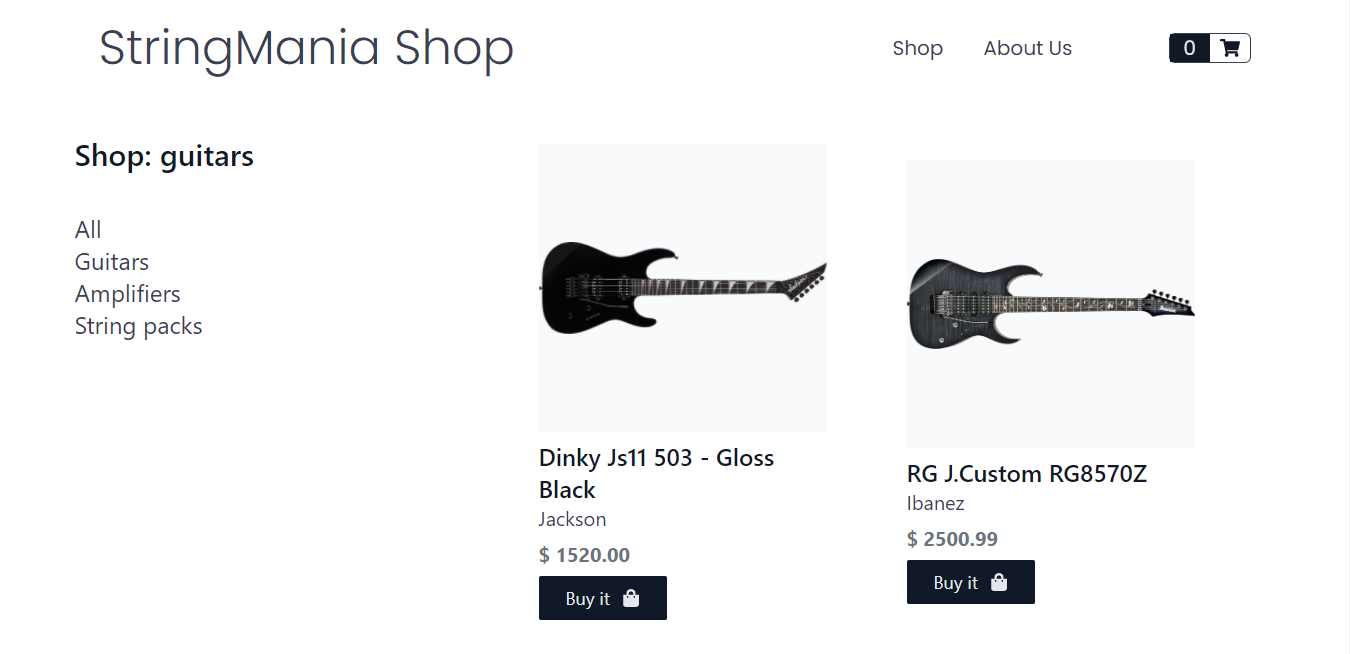 StringMania Shop
Shop
About Us
0
Shop: guitars
All
Guitars
Amplifiers
String packs
Dinky Js11 503 - Gloss
Black
Jackson
$ 1520.00
Buy it
RG J.Custom RG8570Z
Ibanez
$ 2500.99
Buy it